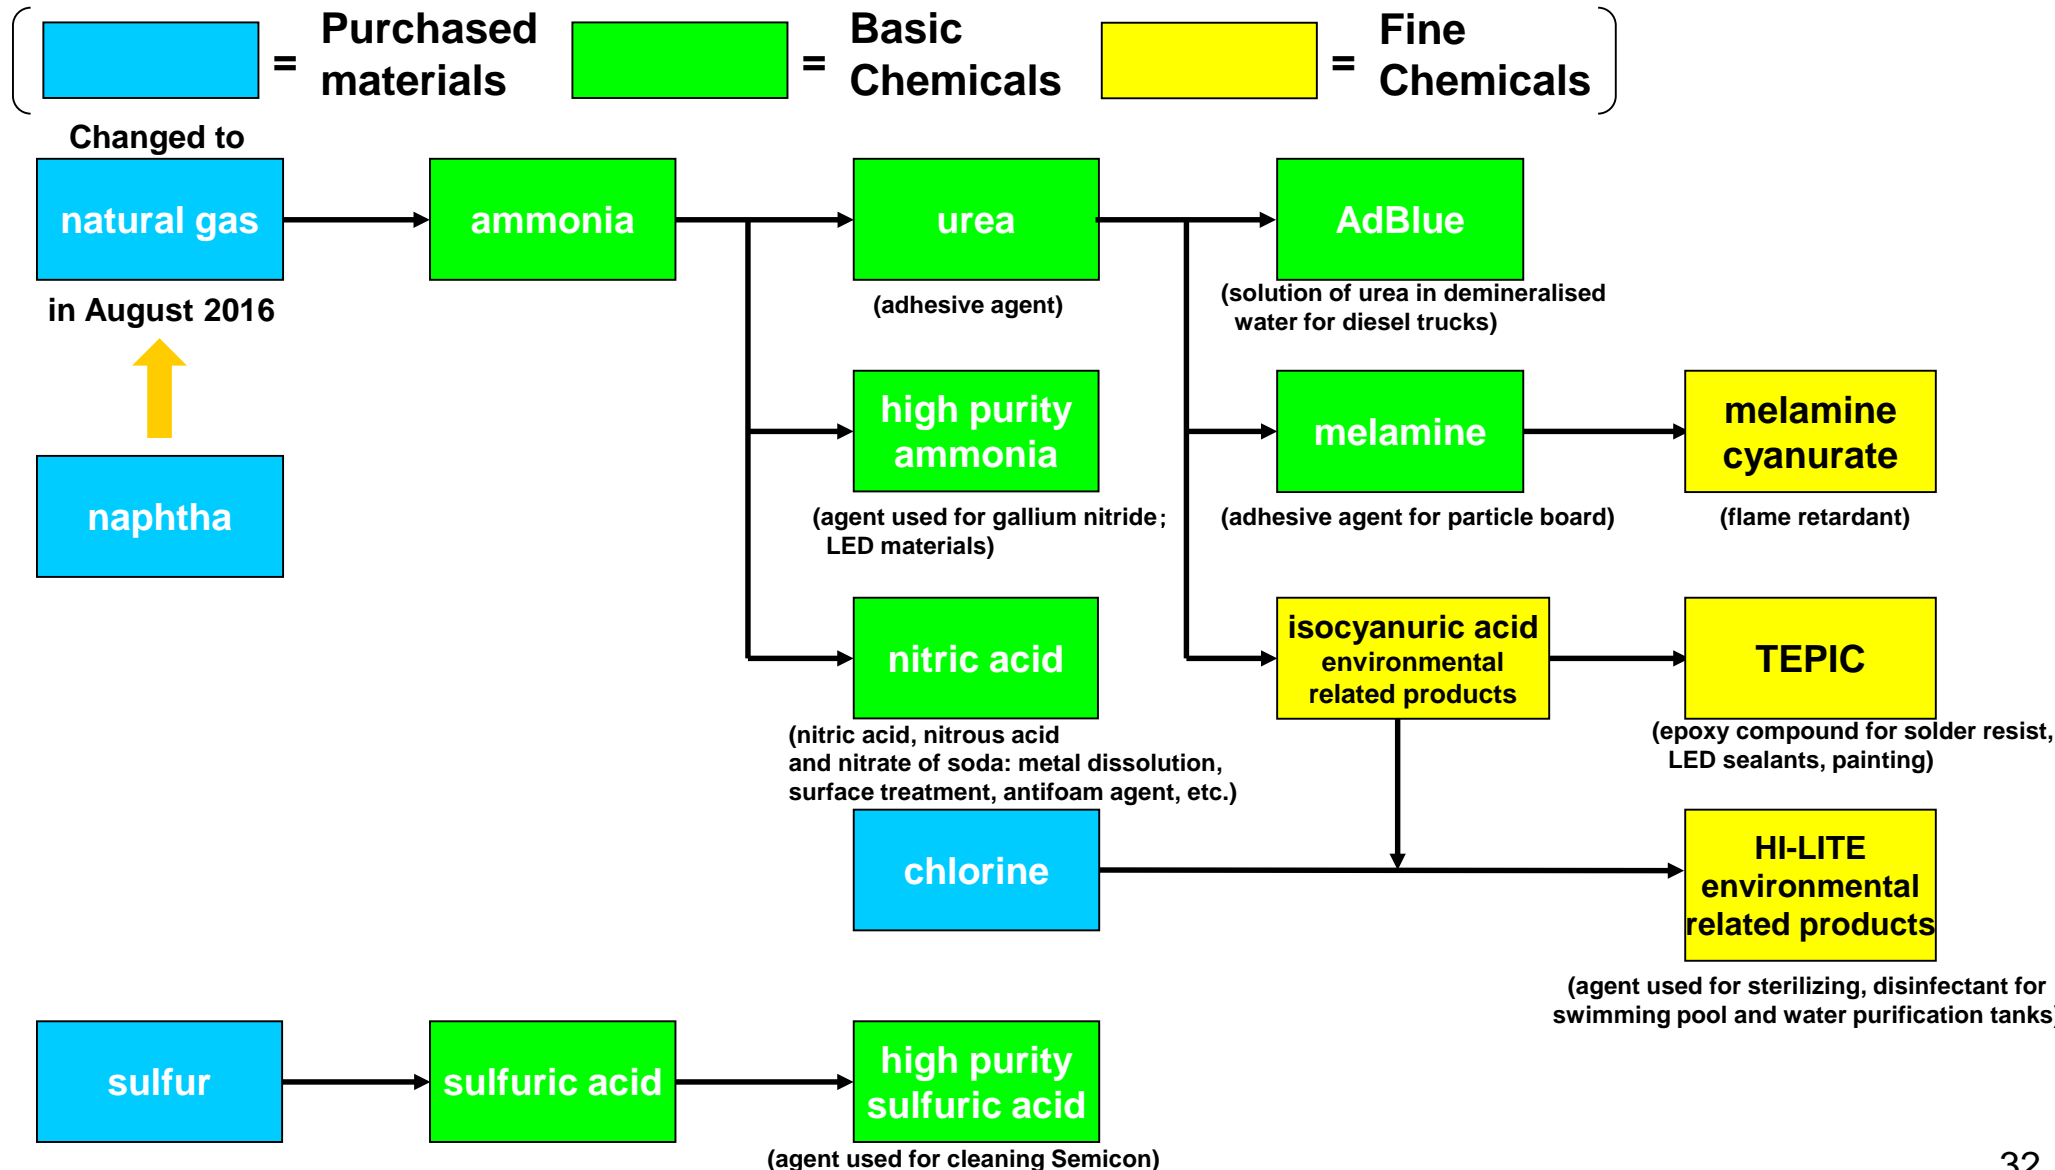 = Purchased materials
= Basic Chemicals
= Fine Chemicals
Changed to
natural gas
in August 2016
naphtha
ammonia
urea
(adhesive agent)
AdBlue
(solution of urea in demineralised
water for diesel trucks)
high purity
ammonia
(agent used for gallium nitride;
LED materials)
melamine
(adhesive agent for particle board)
melamine
cyanurate
(flame retardant)
nitric acid
(nitric acid, nitrous acid
and nitrate of soda: metal dissolution,
surface treatment, antifoam agent, etc.)
isocyanuric acid
environmental
related products
TEPIC
(epoxy compound for solder resist,
LED sealants, painting)
chlorine
HI-LITE
environmental
related products
(agent used for sterilizing, disinfectant for
swimming pool and water purification tanks)
sulfur
sulfuric acid
high purity
sulfuric acid
(agent used for cleaning Semicon)
32